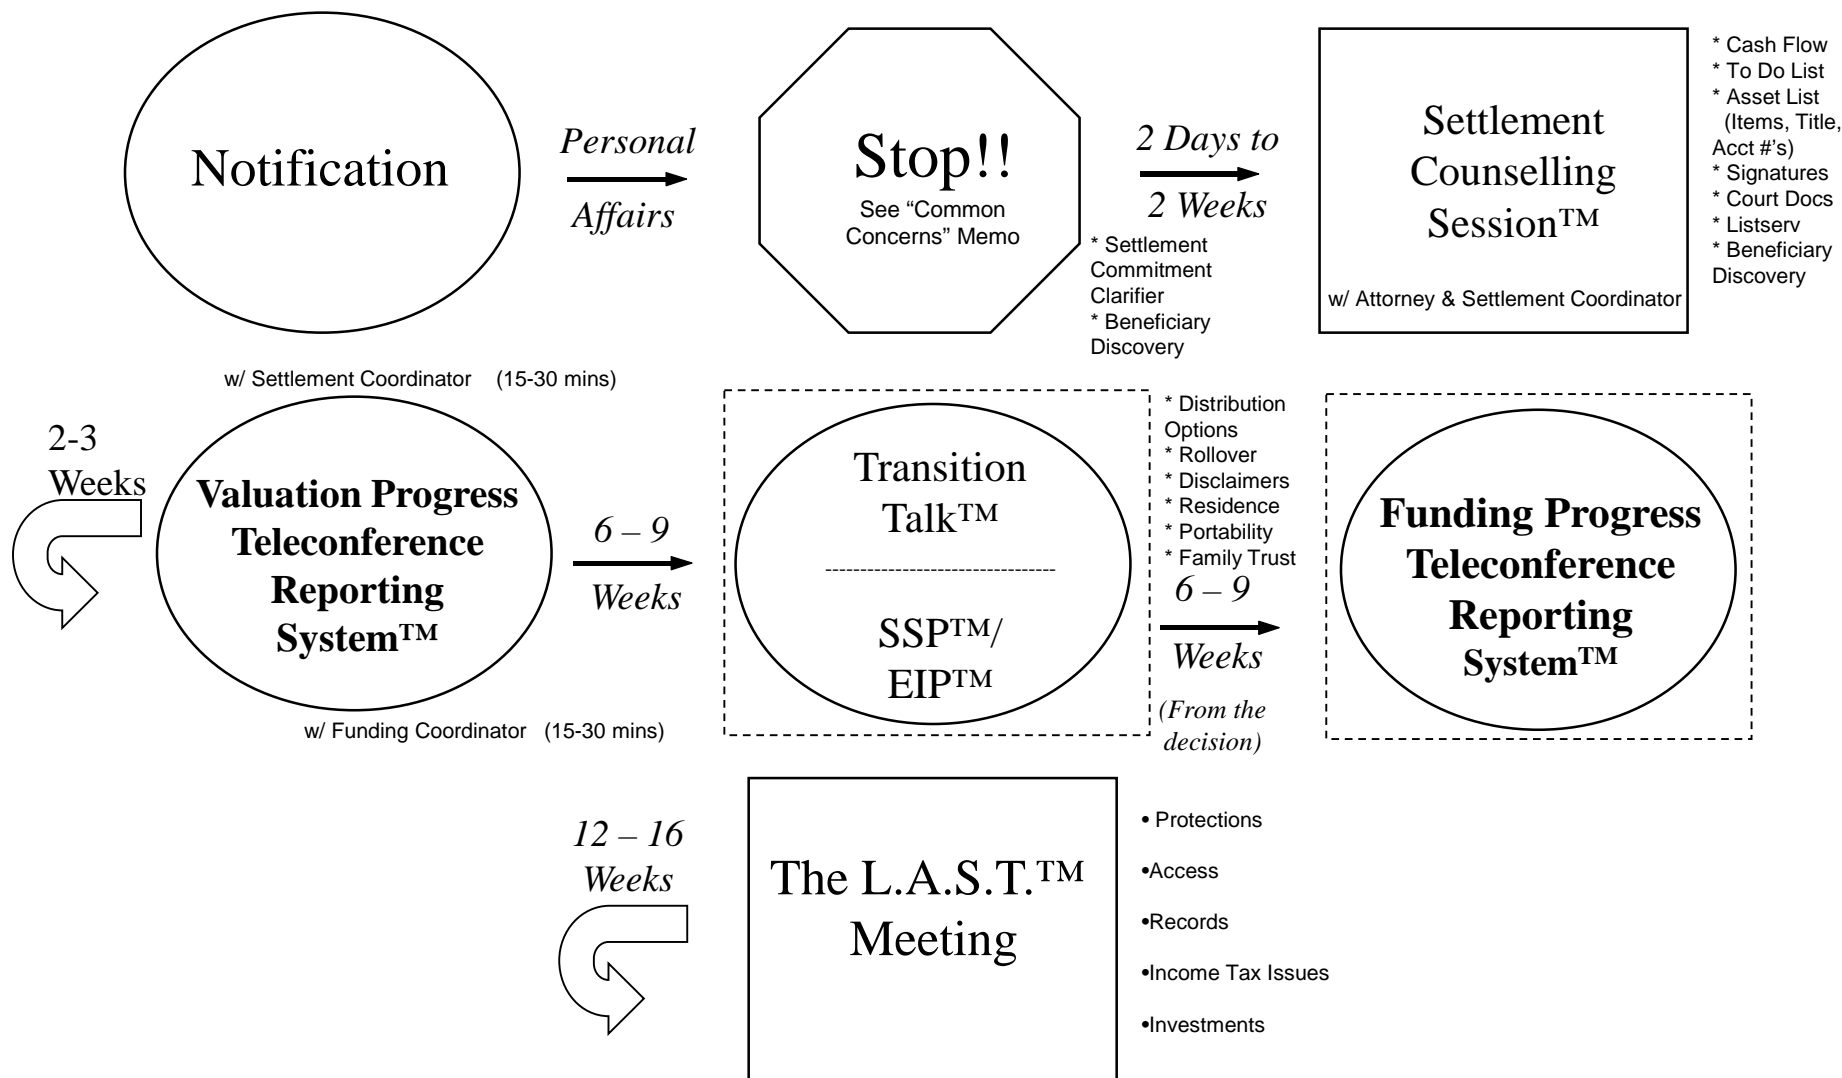 Notification
Personal
Affairs
Stop!!
See “Common
Concerns” Memo
2 Days to
2 Weeks
* Settlement
Commitment
Clarifier
* Beneficiary
Discovery
Settlement
Counselling
Session™
w/ Attorney & Settlement Coordinator
* Cash Flow
* To Do List
* Asset List
(Items, Title,
Acct #'s)
* Signatures
* Court Docs
* Listserv
* Beneficiary
Discovery
w/ Settlement Coordinator (15-30 mins)
2-3
Weeks
Valuation Progress
Teleconference
Reporting
System™
w/ Funding Coordinator (15-30 mins)
6 – 9
Weeks
Transition
Talk™
SSP™/
EIP™
* Distribution
Options
* Rollover
* Disclaimers
* Residence
* Portability
* Family Trust
6 – 9
Weeks
(From the
decision)
Funding Progress
Teleconference
Reporting
System™
12 – 16
Weeks
The L.A.S.T.™
Meeting
• Protections
•Access
•Records
•Income Tax Issues
•Investments